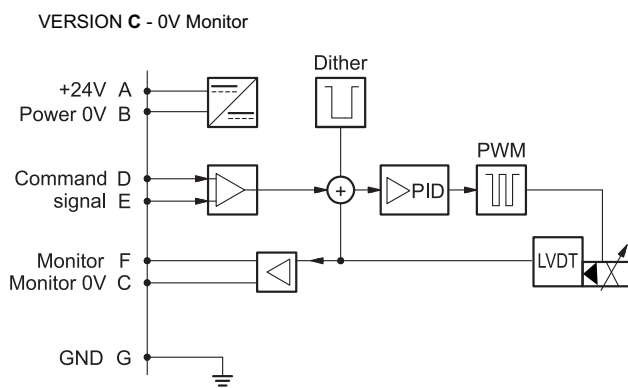 VERSION C - 0V Monitor
Dither
+24V A
Power 0V B
PWM
Command D
signal E
+
PID
Monitor F
Monitor 0V C
LVDT
GND G